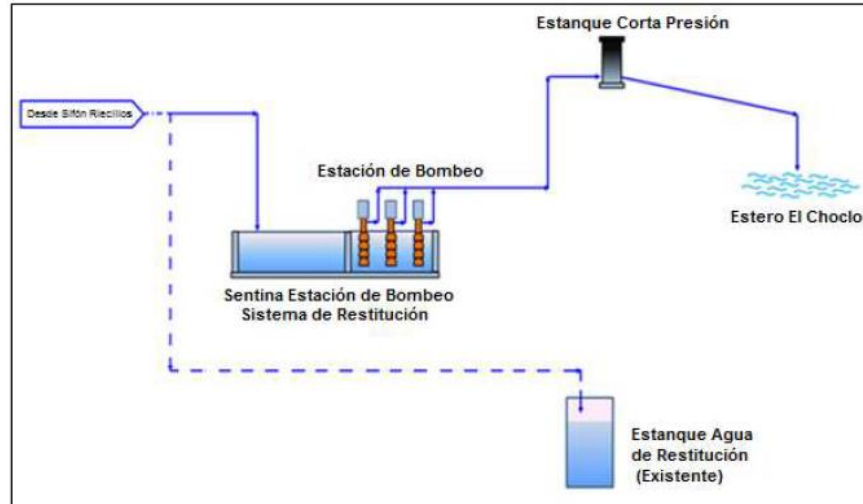 Estanque Corta Presión
Desde Sifón Riecillos
Estación de Bombeo
Estero El Choclo
Sentina Estación de Bombeo
Sistema de Restitución
Estanque Agua
de Restitución
(Existente)